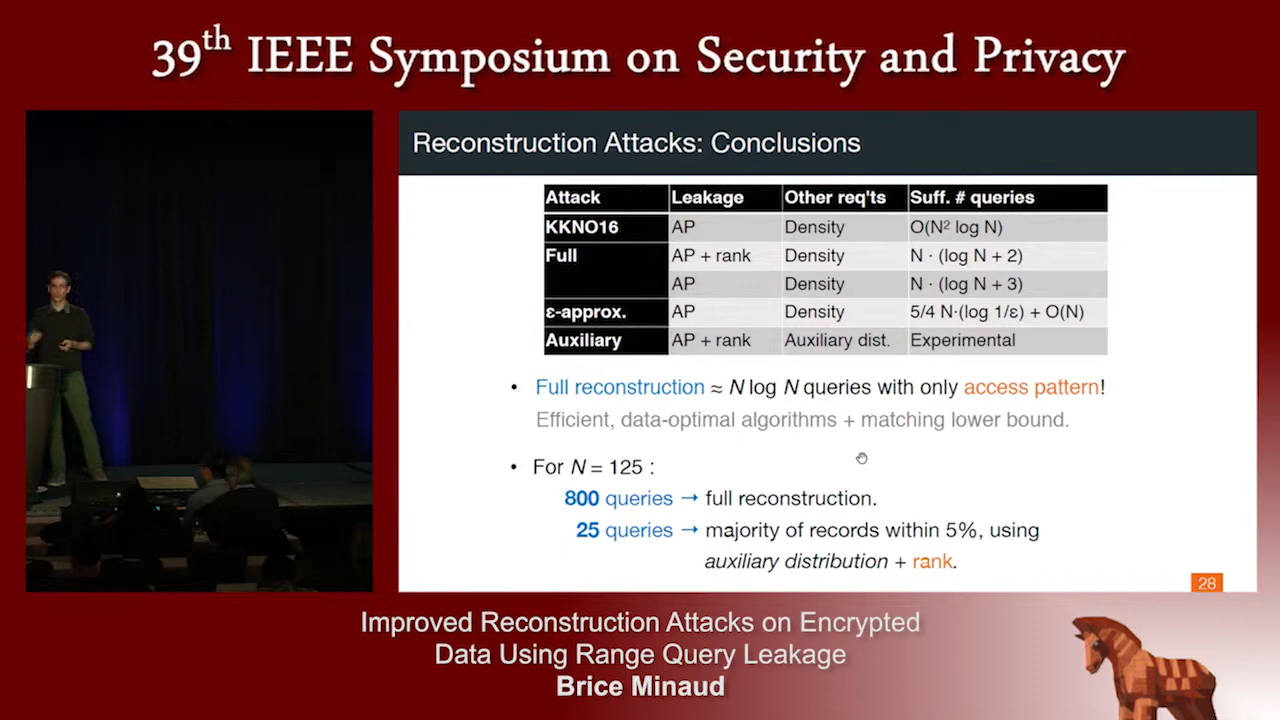 39th IEEE Symposium on Security and Privacy
Reconstruction Attacks: Conclusions
Attack Leakage Other req'ts Suff. # queries
KKNO16 AP Density O(N² log N)
Full AP + rank Density N · (log N + 2)
AP Density N · (log N + 3)
ε-approx. AP Density 5/4 N·(log 1/ε) + O(N)
Auxiliary AP + rank Auxiliary dist. Experimental
• Full reconstruction ≈ N log N queries with only access pattern!
Efficient, data-optimal algorithms + matching lower bound.
• For N = 125 :
800 queries → full reconstruction.
25 queries → majority of records within 5%, using
auxiliary distribution + rank.
28
Improved Reconstruction Attacks on Encrypted
Data Using Range Query Leakage
Brice Minaud